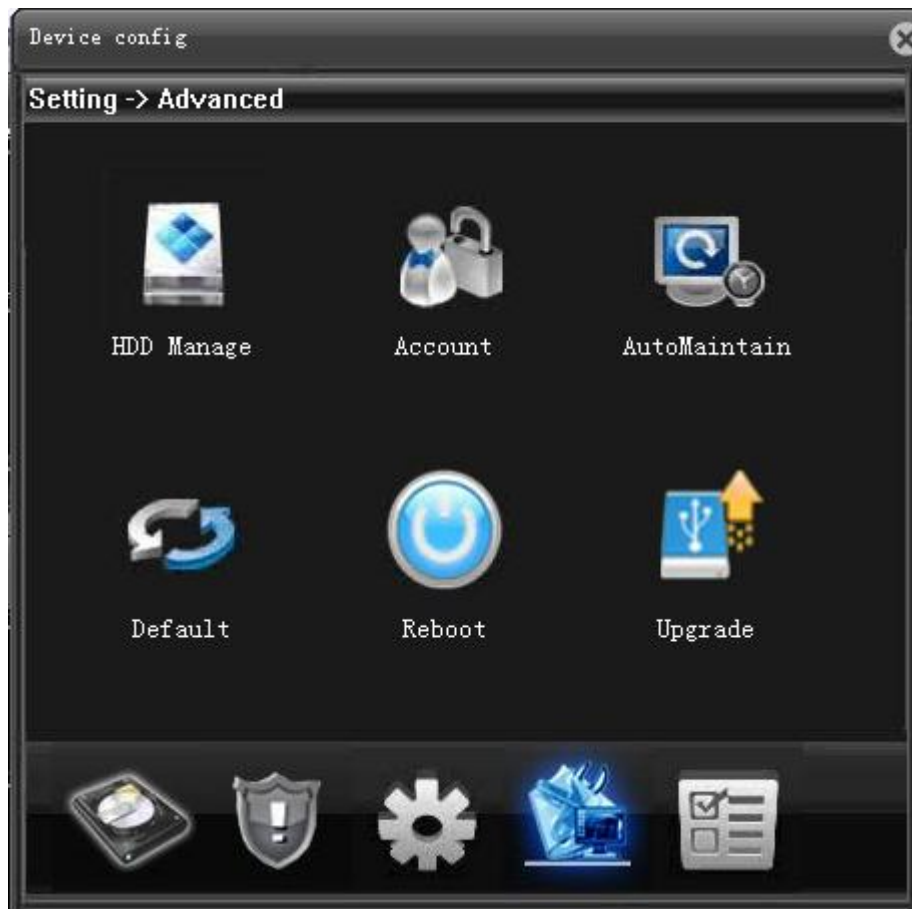 Device config
Setting -> Advanced
HDD Manage
Account
AutoMaintain
Default
Reboot
Upgrade